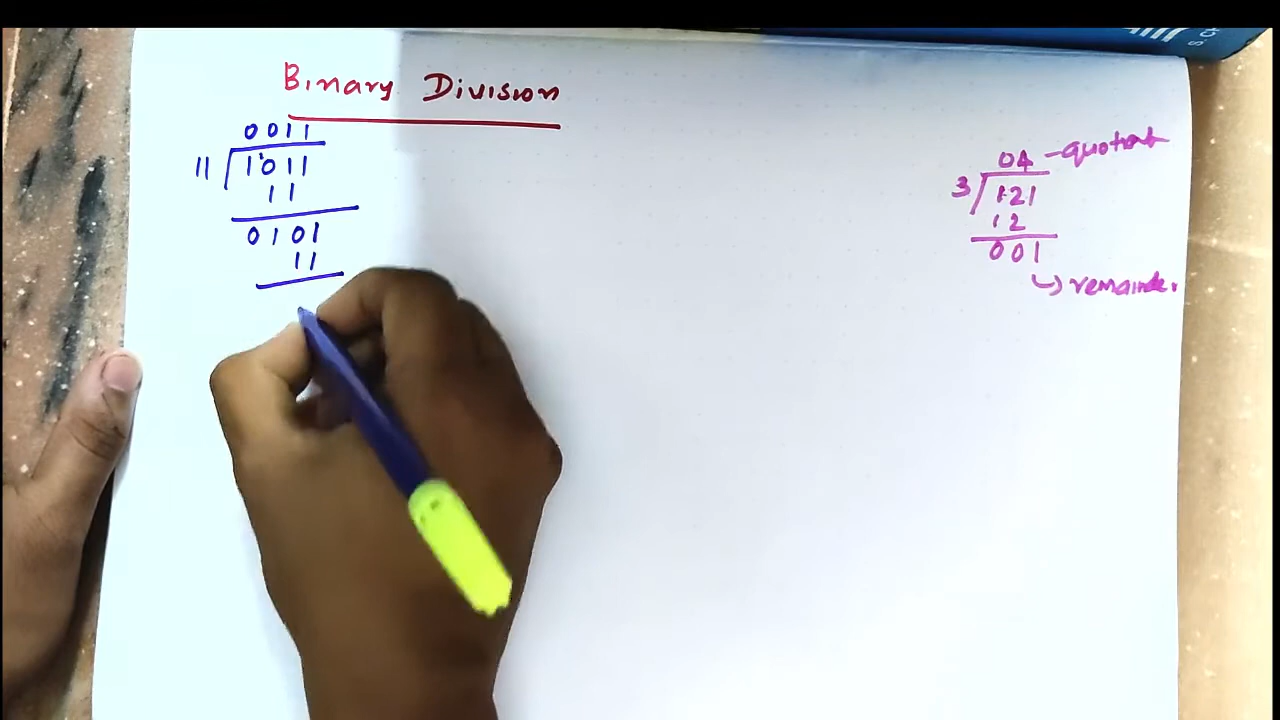 Binary Division
0011
11 1011
11
0101
11
04 - quotient
3 121
12
001
remainder
S. C